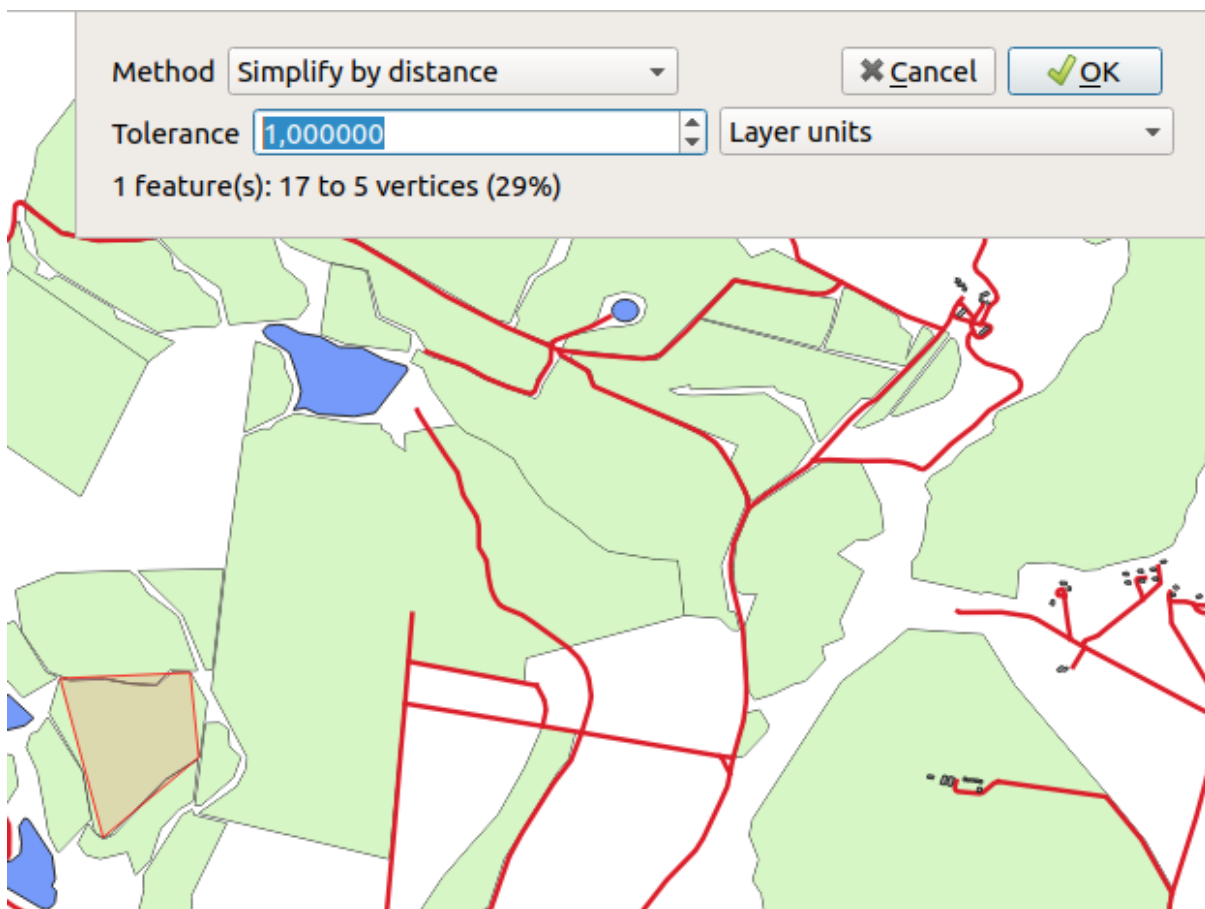 Method Simplify by distance Cancel OK
Tolerance 1,000000 Layer units
1 feature(s): 17 to 5 vertices (29%)